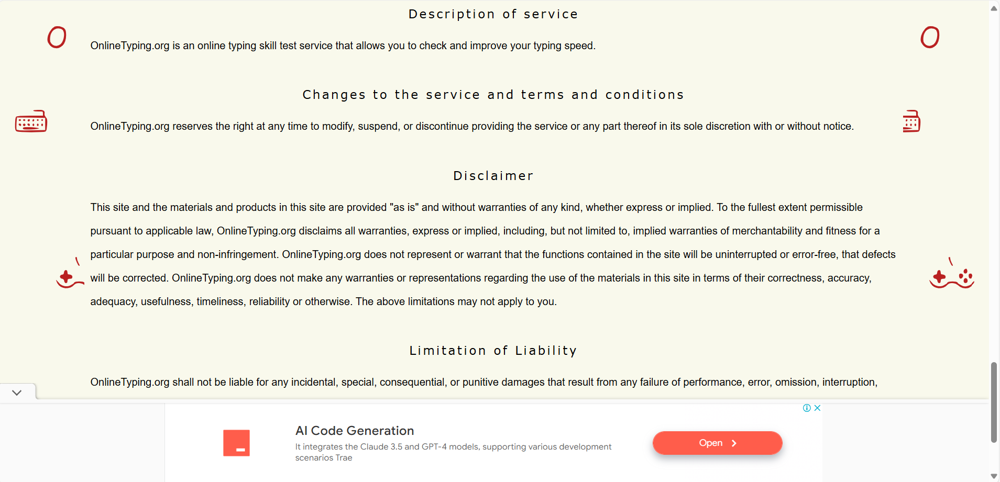 Description of service
OnlineTyping.org is an online typing skill test service that allows you to check and improve your typing speed.
Changes to the service and terms and conditions
OnlineTyping.org reserves the right at any time to modify, suspend, or discontinue providing the service or any part thereof in its sole discretion with or without notice.
Disclaimer
This site and the materials and products in this site are provided "as is" and without warranties of any kind, whether express or implied. To the fullest extent permissible
pursuant to applicable law, OnlineTyping.org disclaims all warranties, express or implied, including, but not limited to, implied warranties of merchantability and fitness for a
particular purpose and non-infringement. OnlineTyping.org does not represent or warrant that the functions contained in the site will be uninterrupted or error-free, that defects
will be corrected. OnlineTyping.org does not make any warranties or representations regarding the use of the materials in this site in terms of their correctness, accuracy,
adequacy, usefulness, timeliness, reliability or otherwise. The above limitations may not apply to you.
Limitation of Liability
OnlineTyping.org shall not be liable for any incidental, special, consequential, or punitive damages that result from any failure of performance, error, omission, interruption,
AI Code Generation
It integrates the Claude 3.5 and GPT-4 models, supporting various development
scenarios Trae
Open